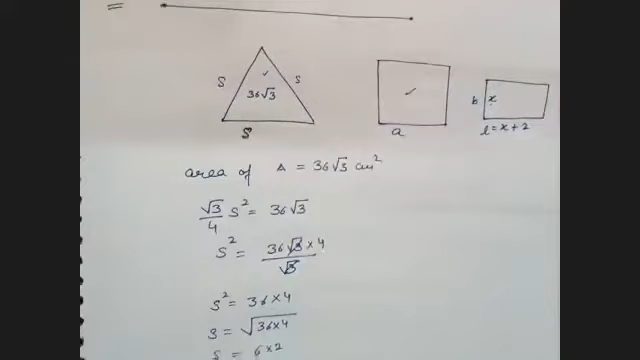 =
S ✓ S
36√3
S
✓
a
b x
l = x + 2
area of Δ = 36√3 cm²
√3/4 S² = 36√3
S² = 36√3 × 4 / √3
S² = 36 × 4
S = √36×4
S = 6×2